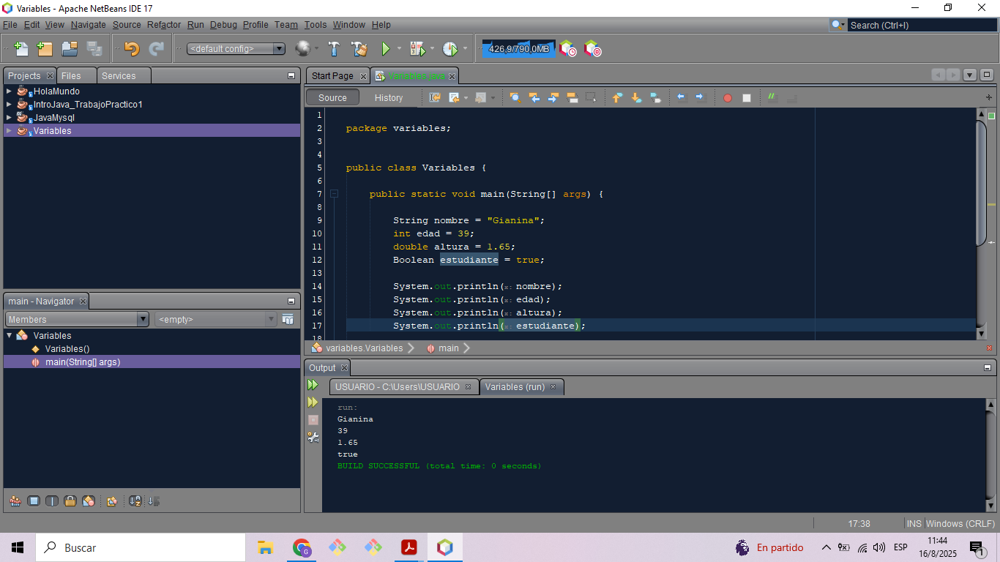 Variables - Apache NetBeans IDE 17
File Edit View Navigate Source Refactor Run Debug Profile Team Tools Window Help
Search (Ctrl+I)
<default config>
426,9/790,0MB
Projects Files Services
HolaMundo
IntroJava_TrabajoPractico1
JavaMysql
Variables
Start Page Variables.java
Source History
1
2 package variables;
3
4
5 public class Variables {
6
7 public static void main(String[] args) {
8
9 String nombre = "Gianina";
10 int edad = 39;
11 double altura = 1.65;
12 Boolean estudiante = true;
13
14 System.out.println(x: nombre);
15 System.out.println(x: edad);
16 System.out.println(x: altura);
17 System.out.println(x: estudiante);
18
variables.Variables main
main - Navigator
Members <empty>
Variables
Variables()
main(String[] args)
Output
USUARIO - C:\Users\USUARIO Variables (run)
run:
Gianina
39
1.65
true
BUILD SUCCESSFUL (total time: 0 seconds)
17:38 INS Windows (CRLF)
Buscar
G
En partido
ESP
11:44
16/8/2025
1